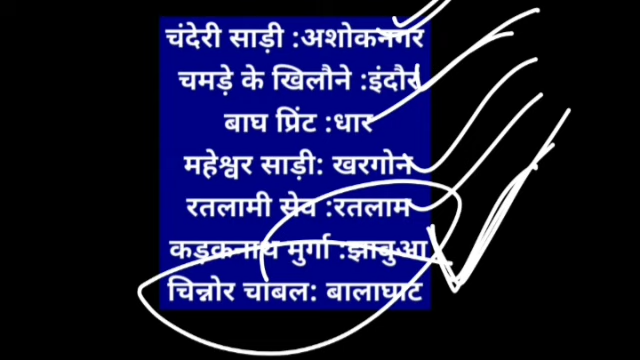 चंदेरी साड़ी :अशोकनगर
चमड़े के खिलौने :इंदौर
बाघ प्रिंट :धार
महेश्वर साड़ी: खरगोन
रतलामी सेव :रतलाम
कड़कनाथ मुर्गा :झाबुआ
चिन्नोर चावल: बालाघाट